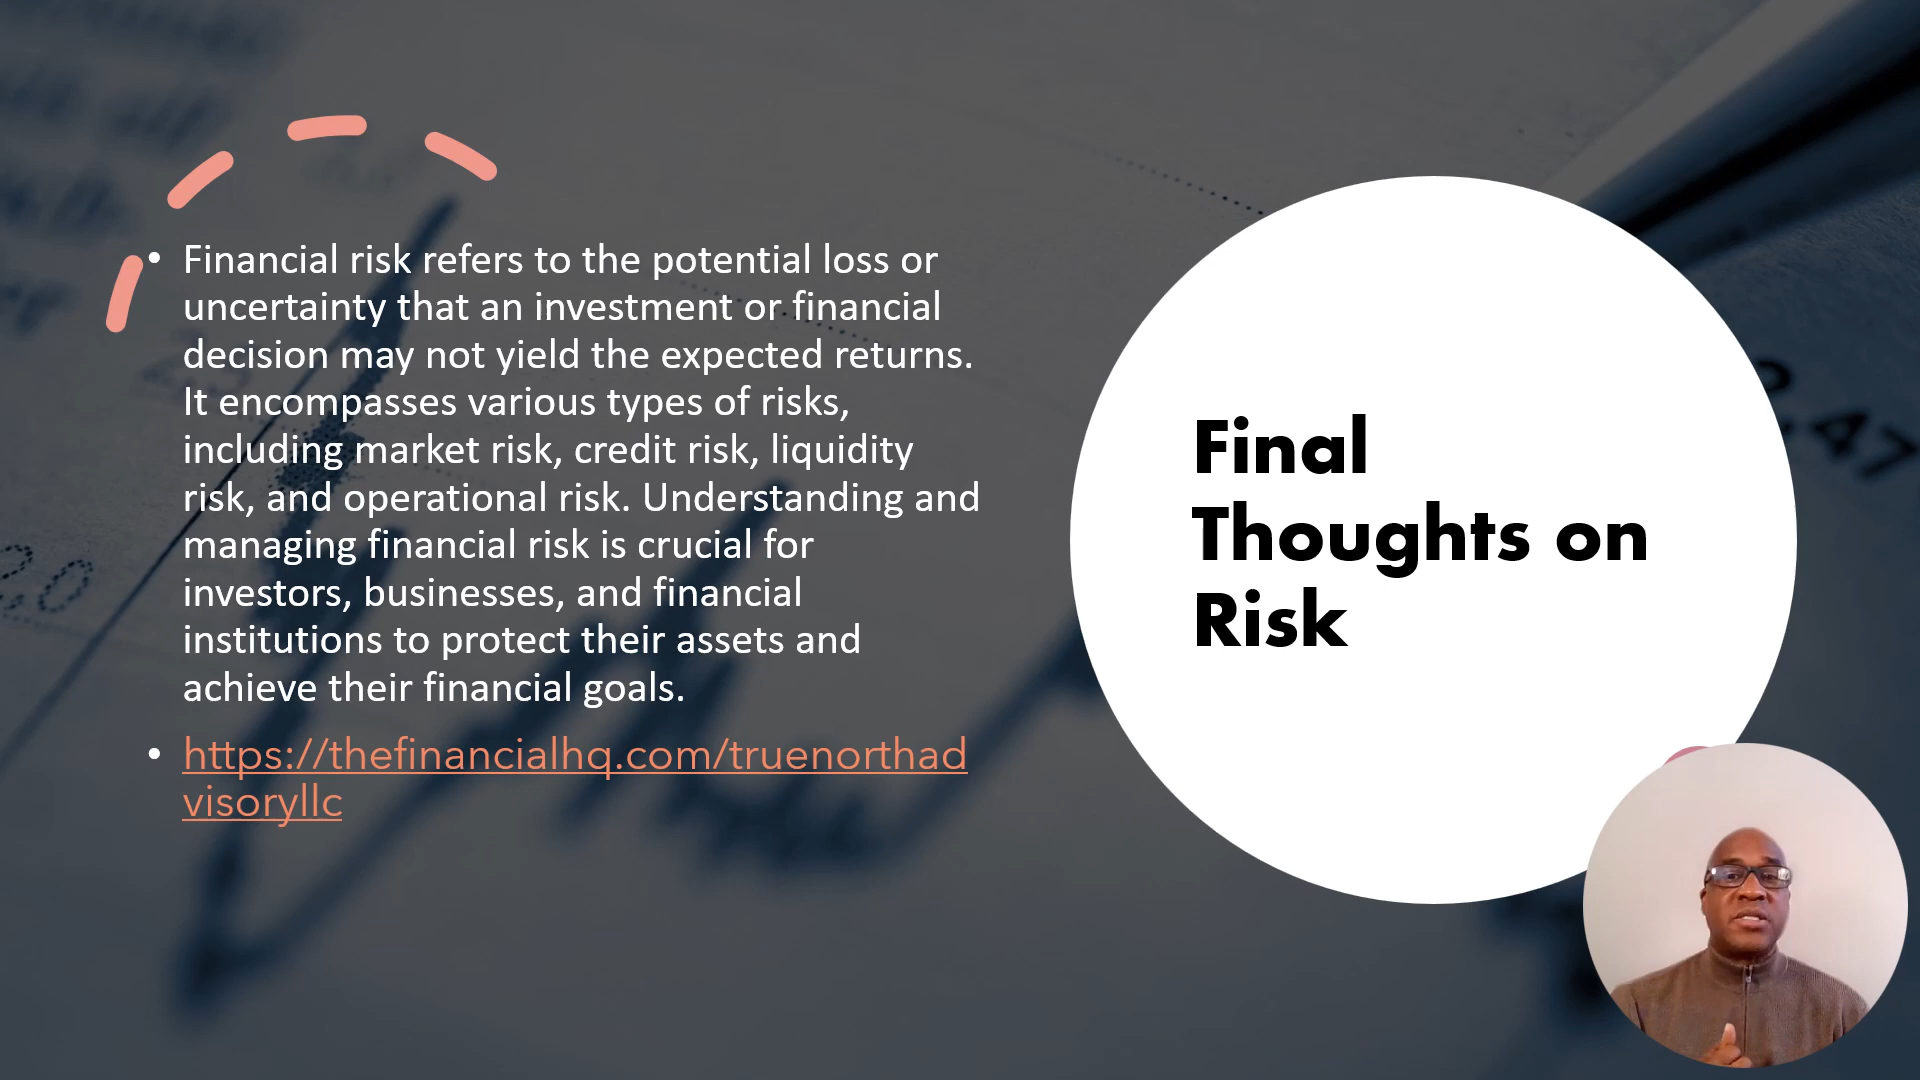 • Financial risk refers to the potential loss or
uncertainty that an investment or financial
decision may not yield the expected returns.
It encompasses various types of risks,
including market risk, credit risk, liquidity
risk, and operational risk. Understanding and
managing financial risk is crucial for
investors, businesses, and financial
institutions to protect their assets and
achieve their financial goals.
• https://thefinancialhq.com/truenorthad
visoryllc
Final
Thoughts on
Risk